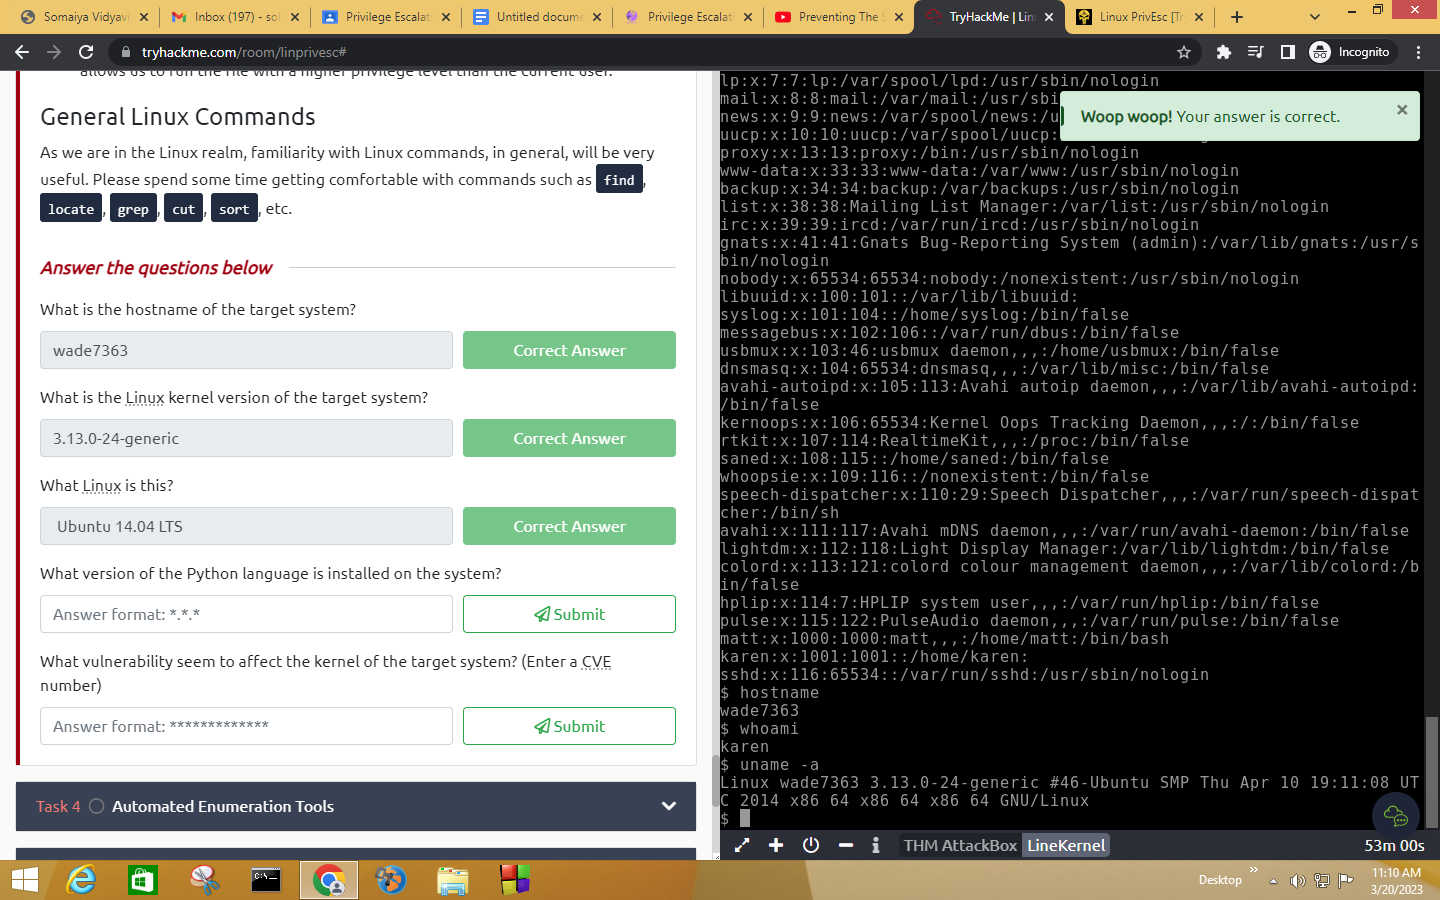 Somaiya Vidyavi
Inbox (197) - soh
Privilege Escalat
Untitled docume
Privilege Escalat
Preventing The S
TryHackMe | Lin
Linux PrivEsc [Tr
tryhackme.com/room/linprivesc#
Incognito
allows us to run the file with a higher privilege level than the current user.
General Linux Commands
As we are in the Linux realm, familiarity with Linux commands, in general, will be very
useful. Please spend some time getting comfortable with commands such as find,
locate, grep, cut, sort, etc.
Answer the questions below
What is the hostname of the target system?
wade7363
Correct Answer
What is the Linux kernel version of the target system?
3.13.0-24-generic
Correct Answer
What Linux is this?
Ubuntu 14.04 LTS
Correct Answer
What version of the Python language is installed on the system?
Answer format: *.*.*
Submit
What vulnerability seem to affect the kernel of the target system? (Enter a CVE
number)
Answer format: *************
Submit
Task 4 Automated Enumeration Tools
lp:x:7:7:lp:/var/spool/lpd:/usr/sbin/nologin
mail:x:8:8:mail:/var/mail:/usr/sbi
news:x:9:9:news:/var/spool/news:/u
uucp:x:10:10:uucp:/var/spool/uucp:
Woop woop! Your answer is correct.
proxy:x:13:13:proxy:/bin:/usr/sbin/nologin
www-data:x:33:33:www-data:/var/www:/usr/sbin/nologin
backup:x:34:34:backup:/var/backups:/usr/sbin/nologin
list:x:38:38:Mailing List Manager:/var/list:/usr/sbin/nologin
irc:x:39:39:ircd:/var/run/ircd:/usr/sbin/nologin
gnats:x:41:41:Gnats Bug-Reporting System (admin):/var/lib/gnats:/usr/s
bin/nologin
nobody:x:65534:65534:nobody:/nonexistent:/usr/sbin/nologin
libuuid:x:100:101::/var/lib/libuuid:
syslog:x:101:104::/home/syslog:/bin/false
messagebus:x:102:106::/var/run/dbus:/bin/false
usbmux:x:103:46:usbmux daemon,,,:/home/usbmux:/bin/false
dnsmasq:x:104:65534:dnsmasq,,,:/var/lib/misc:/bin/false
avahi-autoipd:x:105:113:Avahi autoip daemon,,,:/var/lib/avahi-autoipd:
/bin/false
kernoops:x:106:65534:Kernel Oops Tracking Daemon,,,:/:/bin/false
rtkit:x:107:114:RealtimeKit,,,:/proc:/bin/false
saned:x:108:115::/home/saned:/bin/false
whoopsie:x:109:116::/nonexistent:/bin/false
speech-dispatcher:x:110:29:Speech Dispatcher,,,:/var/run/speech-dispat
cher:/bin/sh
avahi:x:111:117:Avahi mDNS daemon,,,:/var/run/avahi-daemon:/bin/false
lightdm:x:112:118:Light Display Manager:/var/lib/lightdm:/bin/false
colord:x:113:121:colord colour management daemon,,,:/var/lib/colord:/b
in/false
hplip:x:114:7:HPLIP system user,,,:/var/run/hplip:/bin/false
pulse:x:115:122:PulseAudio daemon,,,:/var/run/pulse:/bin/false
matt:x:1000:1000:matt,,,:/home/matt:/bin/bash
karen:x:1001:1001::/home/karen:
sshd:x:116:65534::/var/run/sshd:/usr/sbin/nologin
$ hostname
wade7363
$ whoami
karen
$ uname -a
Linux wade7363 3.13.0-24-generic #46-Ubuntu SMP Thu Apr 10 19:11:08 UT
C 2014 x86_64 x86_64 x86_64 GNU/Linux
$
THM AttackBox
LineKernel
53m 00s
Desktop
11:10 AM
3/20/2023